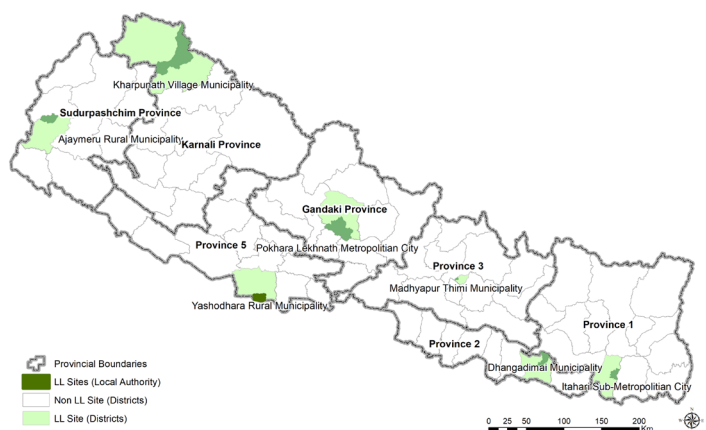 Kharpunath Village Municipality
Sudurpashchim Province
Ajaymeru Rural Municipality
Karnali Province
Gandaki Province
Province 5
Pokhara Lekhnath Metropolitian City
Province 3
Madhyapur Thimi Municipality
Yashodhara Rural Municipality
Province 1
Province 2
Dhangadimai Municipality
Itahari Sub-Metropolitian City
Provincial Boundaries
LL Sites (Local Authority)
Non LL Site (Districts)
LL Site (Districts)
0 25 50 100 150 200
Km